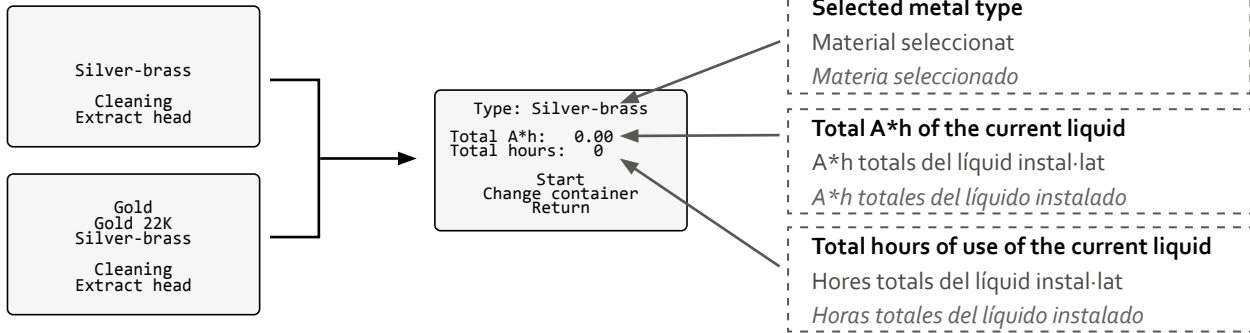 Silver-brass
Cleaning
Extract head
Gold
Gold 22K
Silver-brass
Cleaning
Extract head
Type: Silver-brass
Total A*h: 0.00
Total hours: 0
Start
Change container
Return
Selected metal type
Material seleccionat
Materia seleccionado
Total A*h of the current liquid
A*h totals del líquid instal·lat
A*h totales del líquido instalado
Total hours of use of the current liquid
Hores totals del líquid instal·lat
Horas totales del líquido instalado